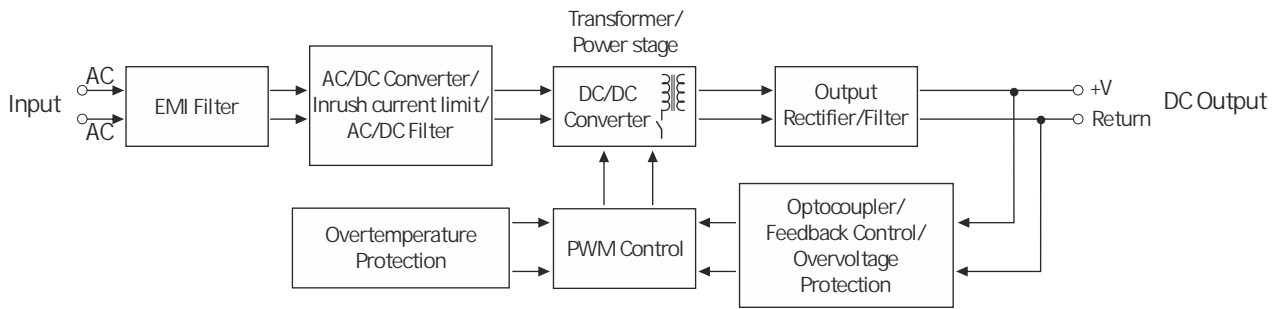 Transformer/
Power stage
Input
AC
AC
EMI Filter
AC/DC Converter/
Inrush current limit/
AC/DC Filter
DC/DC
Converter
Output
Rectifier/Filter
+V
Return
DC Output
Overtemperature
Protection
PWM Control
Optocoupler/
Feedback Control/
Overvoltage
Protection